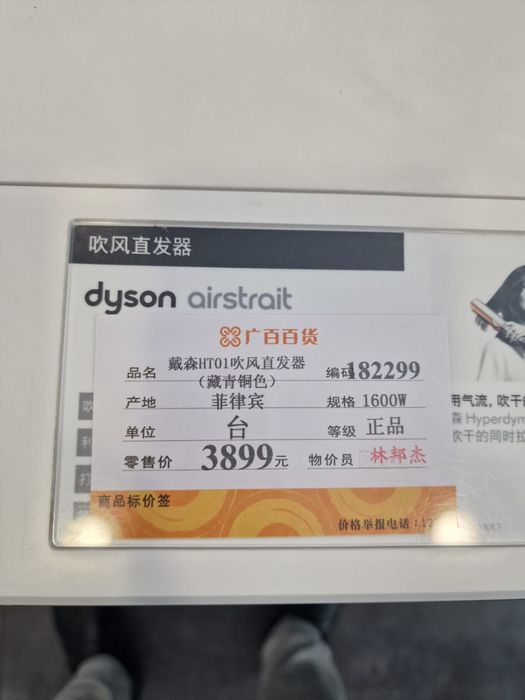 吹风直发器
dyson airstrait
广百百货
品名 戴森HT01吹风直发器 编码 182299
（藏青铜色）
产地 菲律宾 规格 1600W
单位 台 等级 正品
零售价 3899元 物价员 林邦杰
商品标价签
价格举报电话：12
用气流，吹干
森 Hyperdym
吹干的同时拉